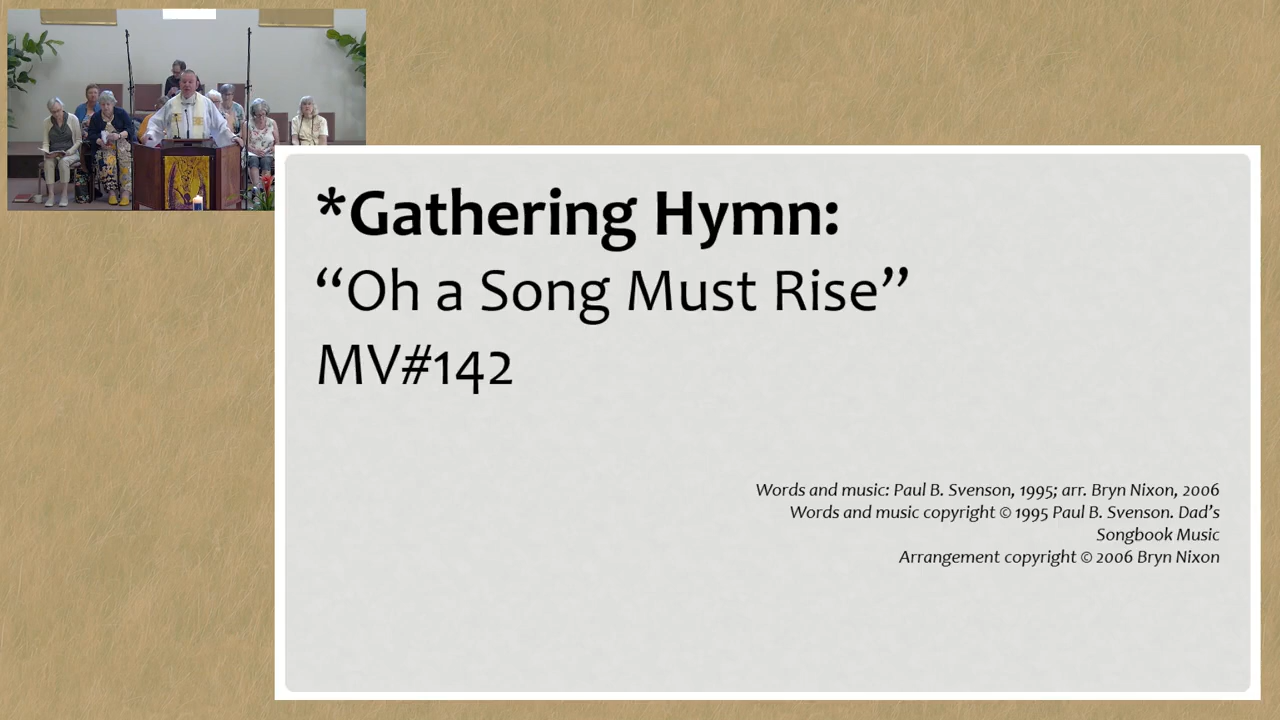 *Gathering Hymn:
“Oh a Song Must Rise”
MV#142
Words and music: Paul B. Svenson, 1995; arr. Bryn Nixon, 2006
Words and music copyright © 1995 Paul B. Svenson. Dad’s
Songbook Music
Arrangement copyright © 2006 Bryn Nixon